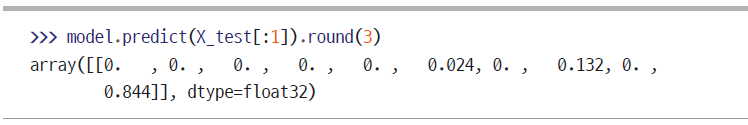 >>> model.predict(X_test[:1]).round(3)
array([[0.   , 0. ,   0. ,   0. ,   0. ,   0.024, 0. ,   0.132, 0. ,
        0.844]], dtype=float32)